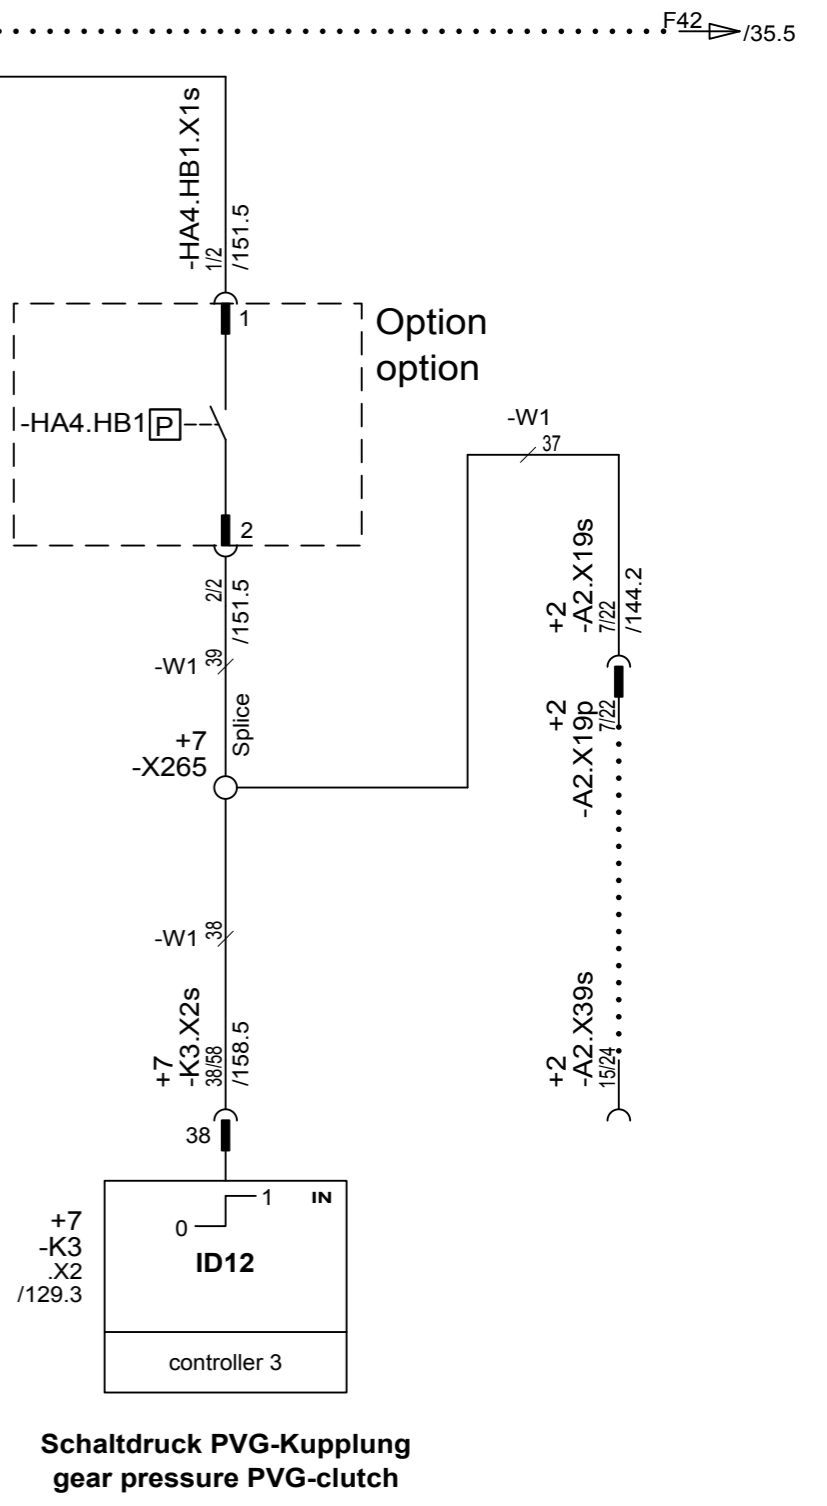 F42
/35.5
-HA4.HB1.X1s
1/2
/151.5
1
Option
option
-HA4.HB1 P
2
2/2
/151.5
-W1 39
+7
-X265
Splice
-W1
37
+2
-A2.X19s
7/22
/144.2
+2
-A2.X19p
7/22
-W1 38
+7
-K3.X2s
38/58
/158.5
+2
-A2.X39s
15/24
38
+7
-K3
.X2
/129.3
0
1
IN
ID12
controller 3
Schaltdruck PVG-Kupplung
gear pressure PVG-clutch